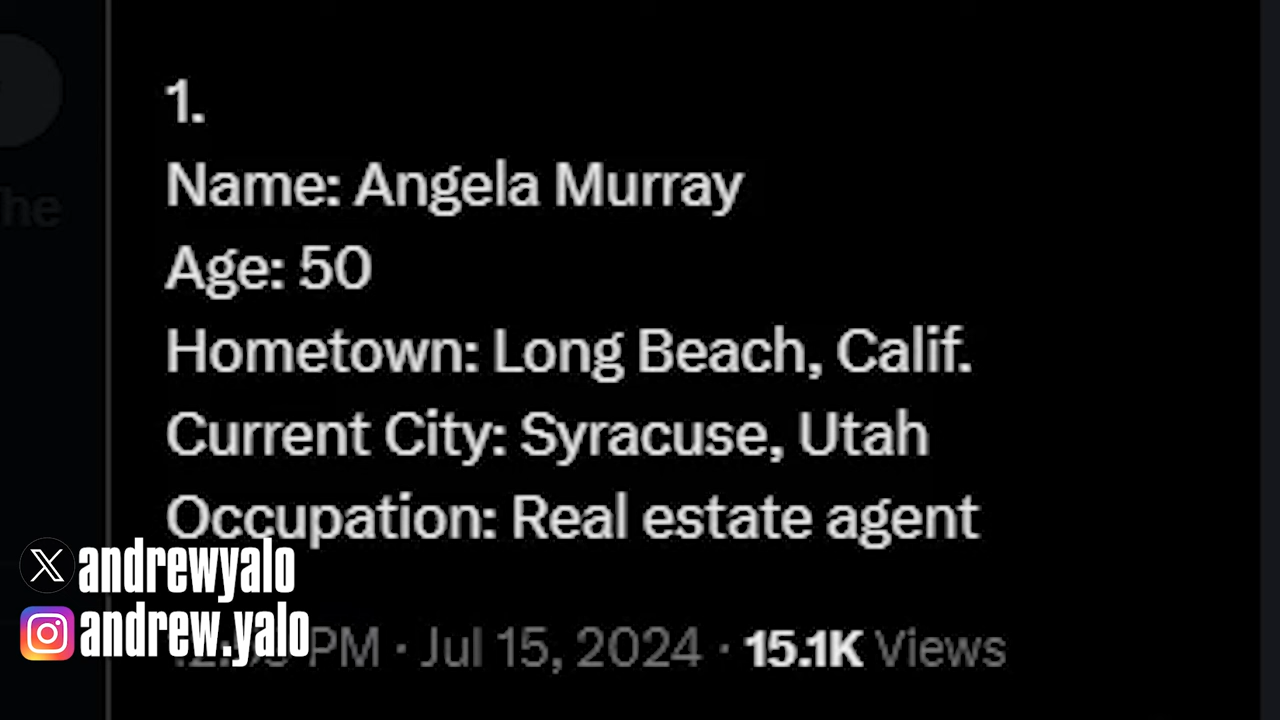 1.
Name: Angela Murray
Age: 50
Hometown: Long Beach, Calif.
Current City: Syracuse, Utah
Occupation: Real estate agent
andrewyalo
andrew.yalo
PM · Jul 15, 2024 · 15.1K Views
he